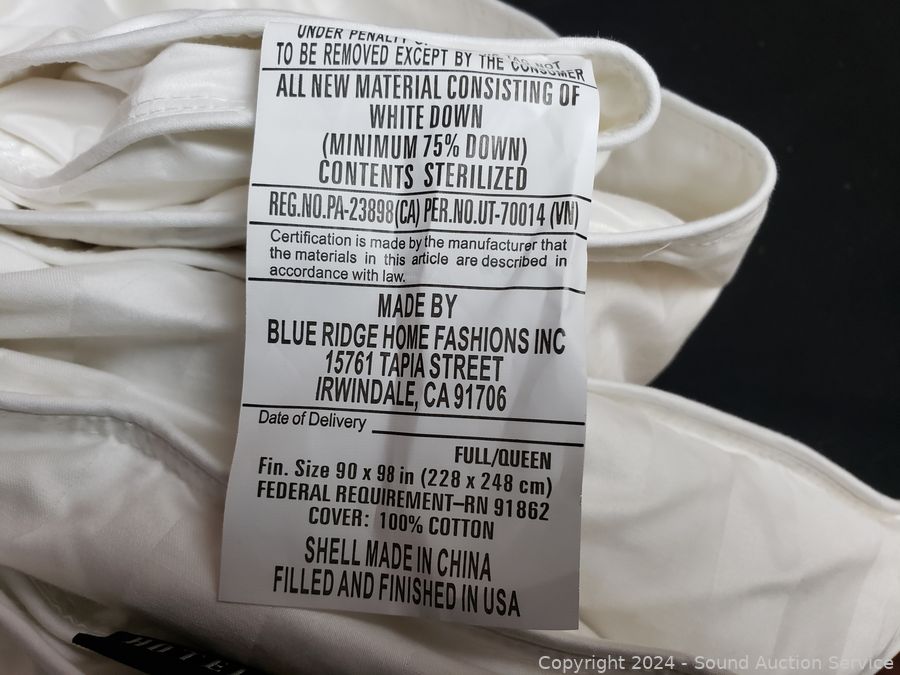 UNDER PENALTY
TO BE REMOVED EXCEPT BY THE CONSUMER
ALL NEW MATERIAL CONSISTING OF
WHITE DOWN
(MINIMUM 75% DOWN)
CONTENTS STERILIZED
REG.NO.PA-23898(CA) PER.NO.UT-70014 (VN)
Certification is made by the manufacturer that
the materials in this article are described in
accordance with law.
MADE BY
BLUE RIDGE HOME FASHIONS INC
15761 TAPIA STREET
IRWINDALE, CA 91706
Date of Delivery
FULL/QUEEN
Fin. Size 90 x 98 in (228 x 248 cm)
FEDERAL REQUIREMENT–RN 91862
COVER: 100% COTTON
SHELL MADE IN CHINA
FILLED AND FINISHED IN USA
HOTEL
Copyright 2024 - Sound Auction Service